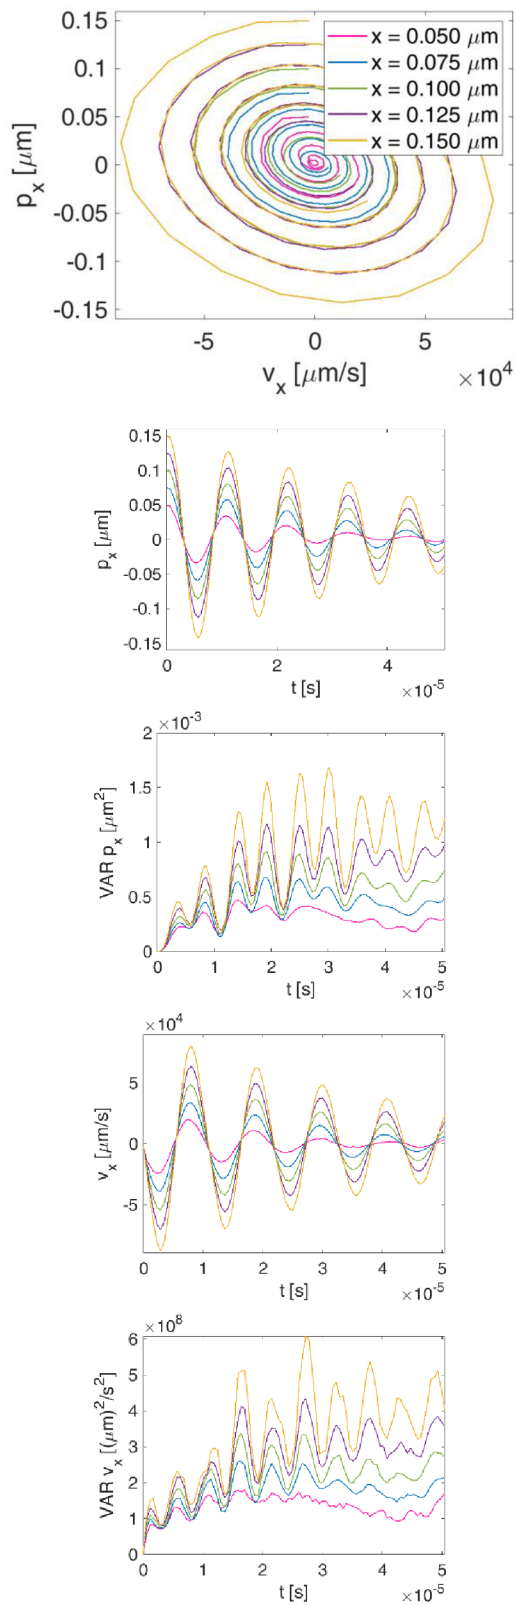 0.15
0.1
0.05
0
-0.05
-0.1
-0.15
p_x [μm]
x = 0.050 μm
x = 0.075 μm
x = 0.100 μm
x = 0.125 μm
x = 0.150 μm
-5 0 5
v_x [μm/s] ×10^4
0.15
0.1
0.05
0
-0.05
-0.1
-0.15
p_x [μm]
0 2 4
t [s] ×10^-5
×10^-3
2
1.5
1
0.5
0
VAR p_x [μm^2]
0 1 2 3 4 5
t [s] ×10^-5
×10^4
5
0
-5
v_x [μm/s]
0 1 2 3 4 5
t [s] ×10^-5
×10^8
6
5
4
3
2
1
0
VAR v_x [(μm)^2/s^2]
0 1 2 3 4 5
t [s] ×10^-5